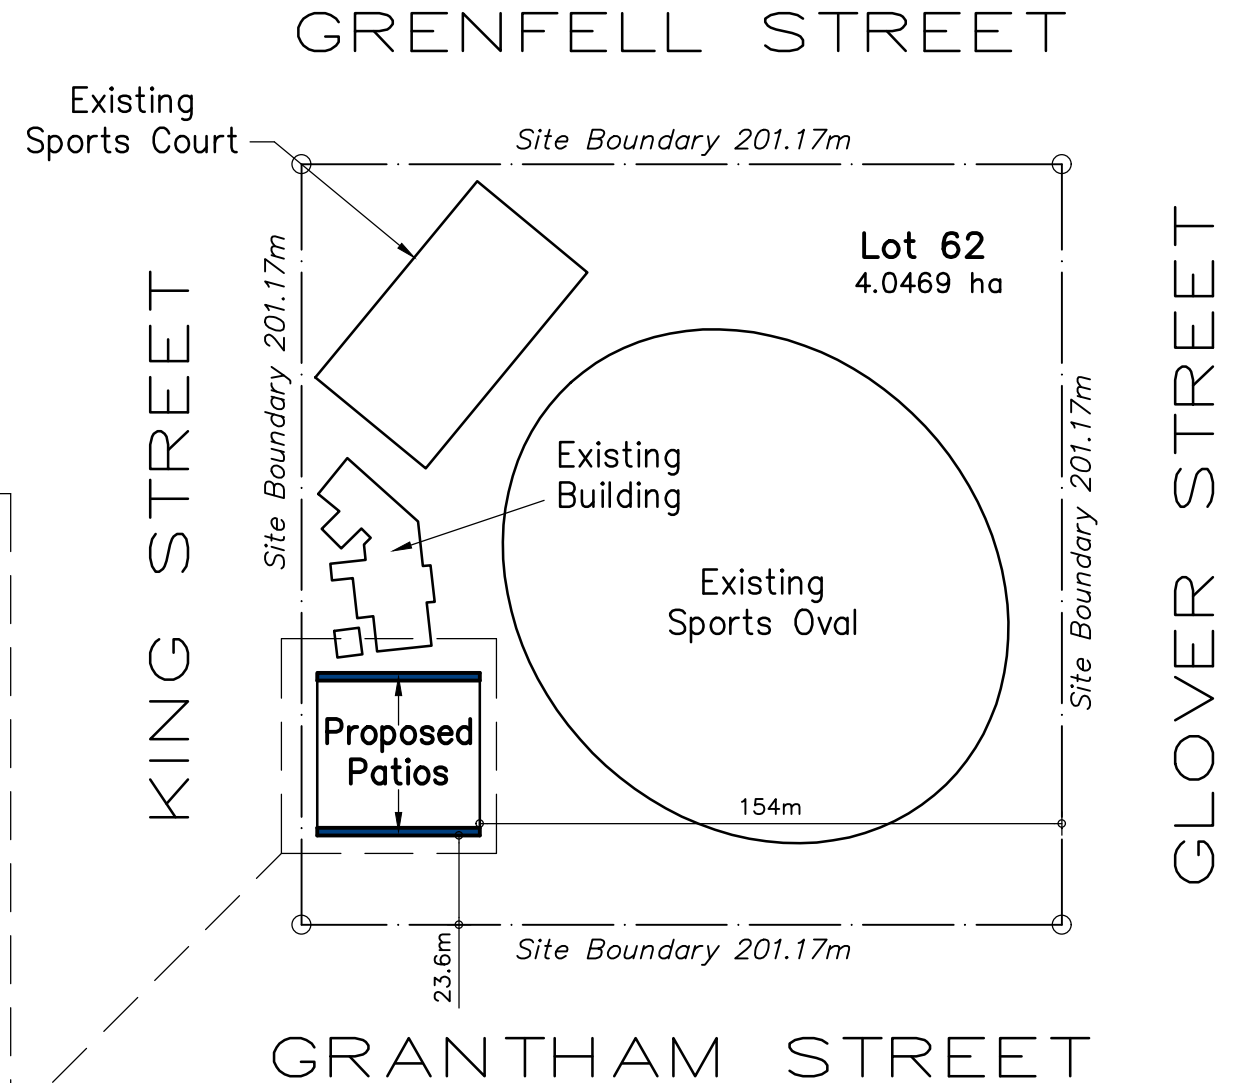 GRENFELL STREET
Existing
Sports Court
Site Boundary 201.17m
Lot 62
4.0469 ha
Site Boundary 201.17m
KING STREET
Existing
Building
Existing
Sports Oval
Site Boundary 201.17m
GLOVER STREET
Proposed
Patios
154m
23.6m
Site Boundary 201.17m
GRANTHAM STREET